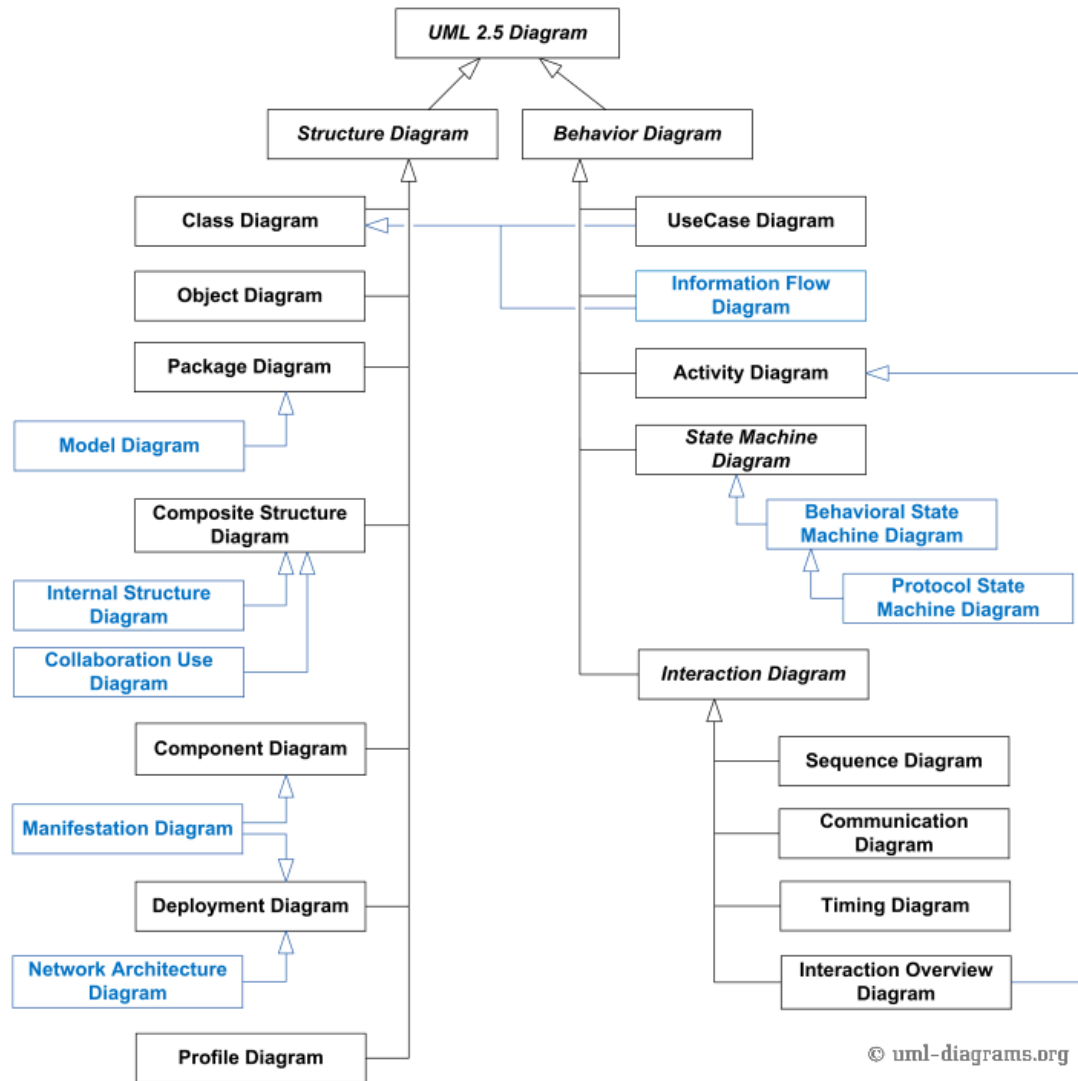 UML 2.5 Diagram
Structure Diagram
Behavior Diagram
Class Diagram
UseCase Diagram
Object Diagram
Information Flow
Diagram
Package Diagram
Activity Diagram
Model Diagram
State Machine
Diagram
Composite Structure
Diagram
Behavioral State
Machine Diagram
Internal Structure
Diagram
Protocol State
Machine Diagram
Collaboration Use
Diagram
Interaction Diagram
Component Diagram
Sequence Diagram
Manifestation Diagram
Communication
Diagram
Deployment Diagram
Timing Diagram
Network Architecture
Diagram
Interaction Overview
Diagram
Profile Diagram
© uml-diagrams.org